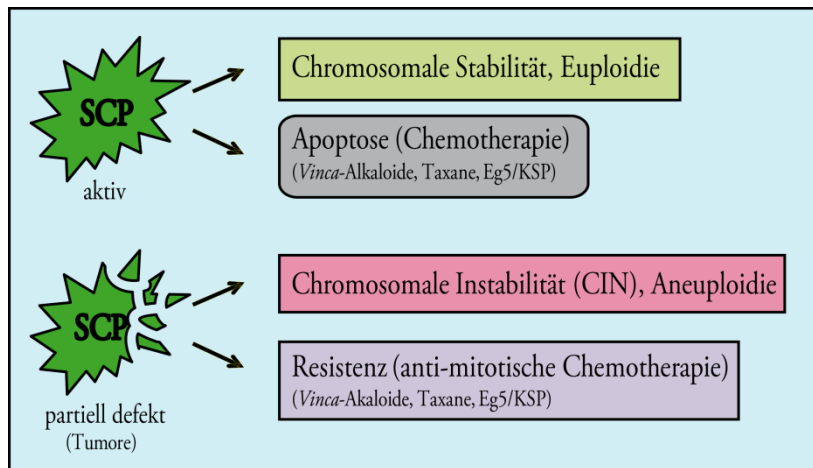 SCP
aktiv
Chromosomale Stabilität, Euploidie
Apoptose (Chemotherapie)
(Vinca-Alkaloide, Taxane, Eg5/KSP)
SCP
partiell defekt
(Tumore)
Chromosomale Instabilität (CIN), Aneuploidie
Resistenz (anti-mitotische Chemotherapie)
(Vinca-Akaloide, Taxane, Eg5/KSP)